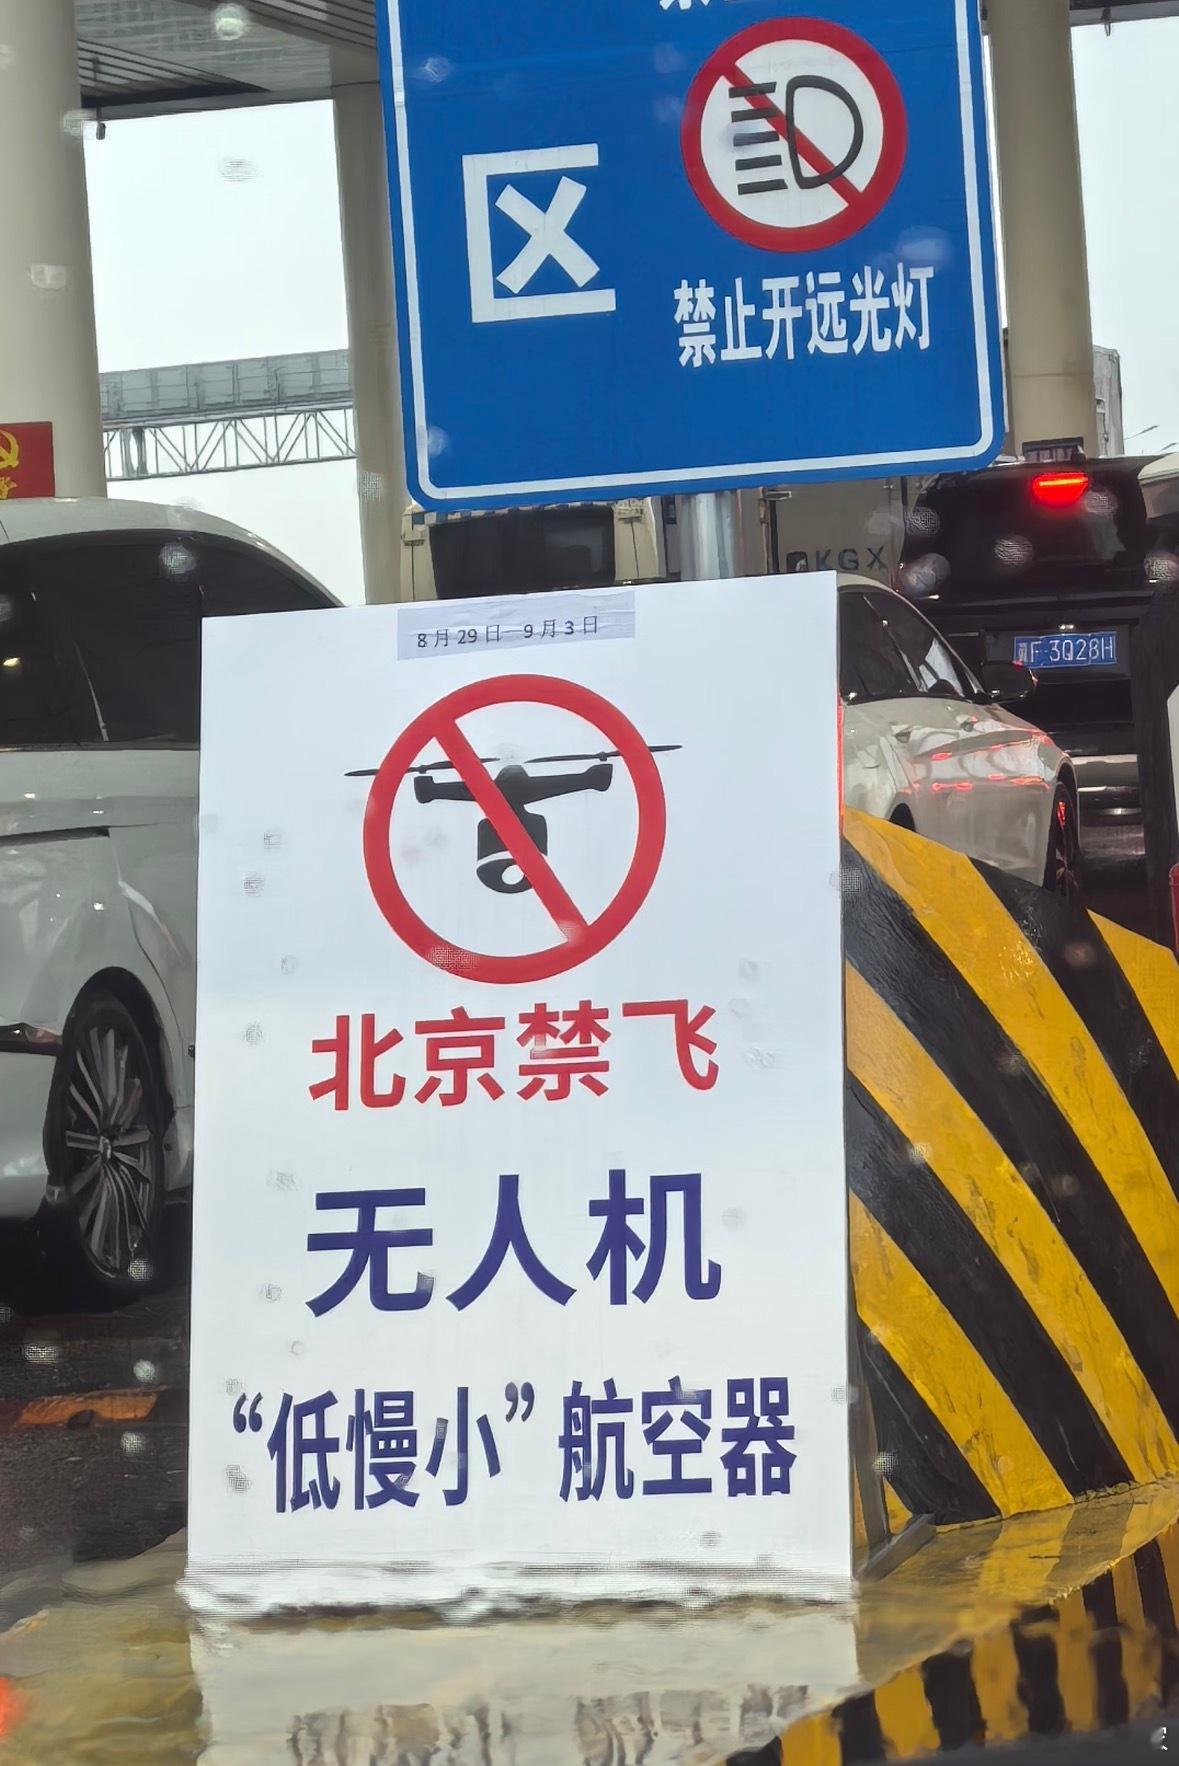 区
禁止开远光灯
KGX
F·3Q28H
8月29日—9月3日
北京禁飞
无人机
“低慢小”航空器